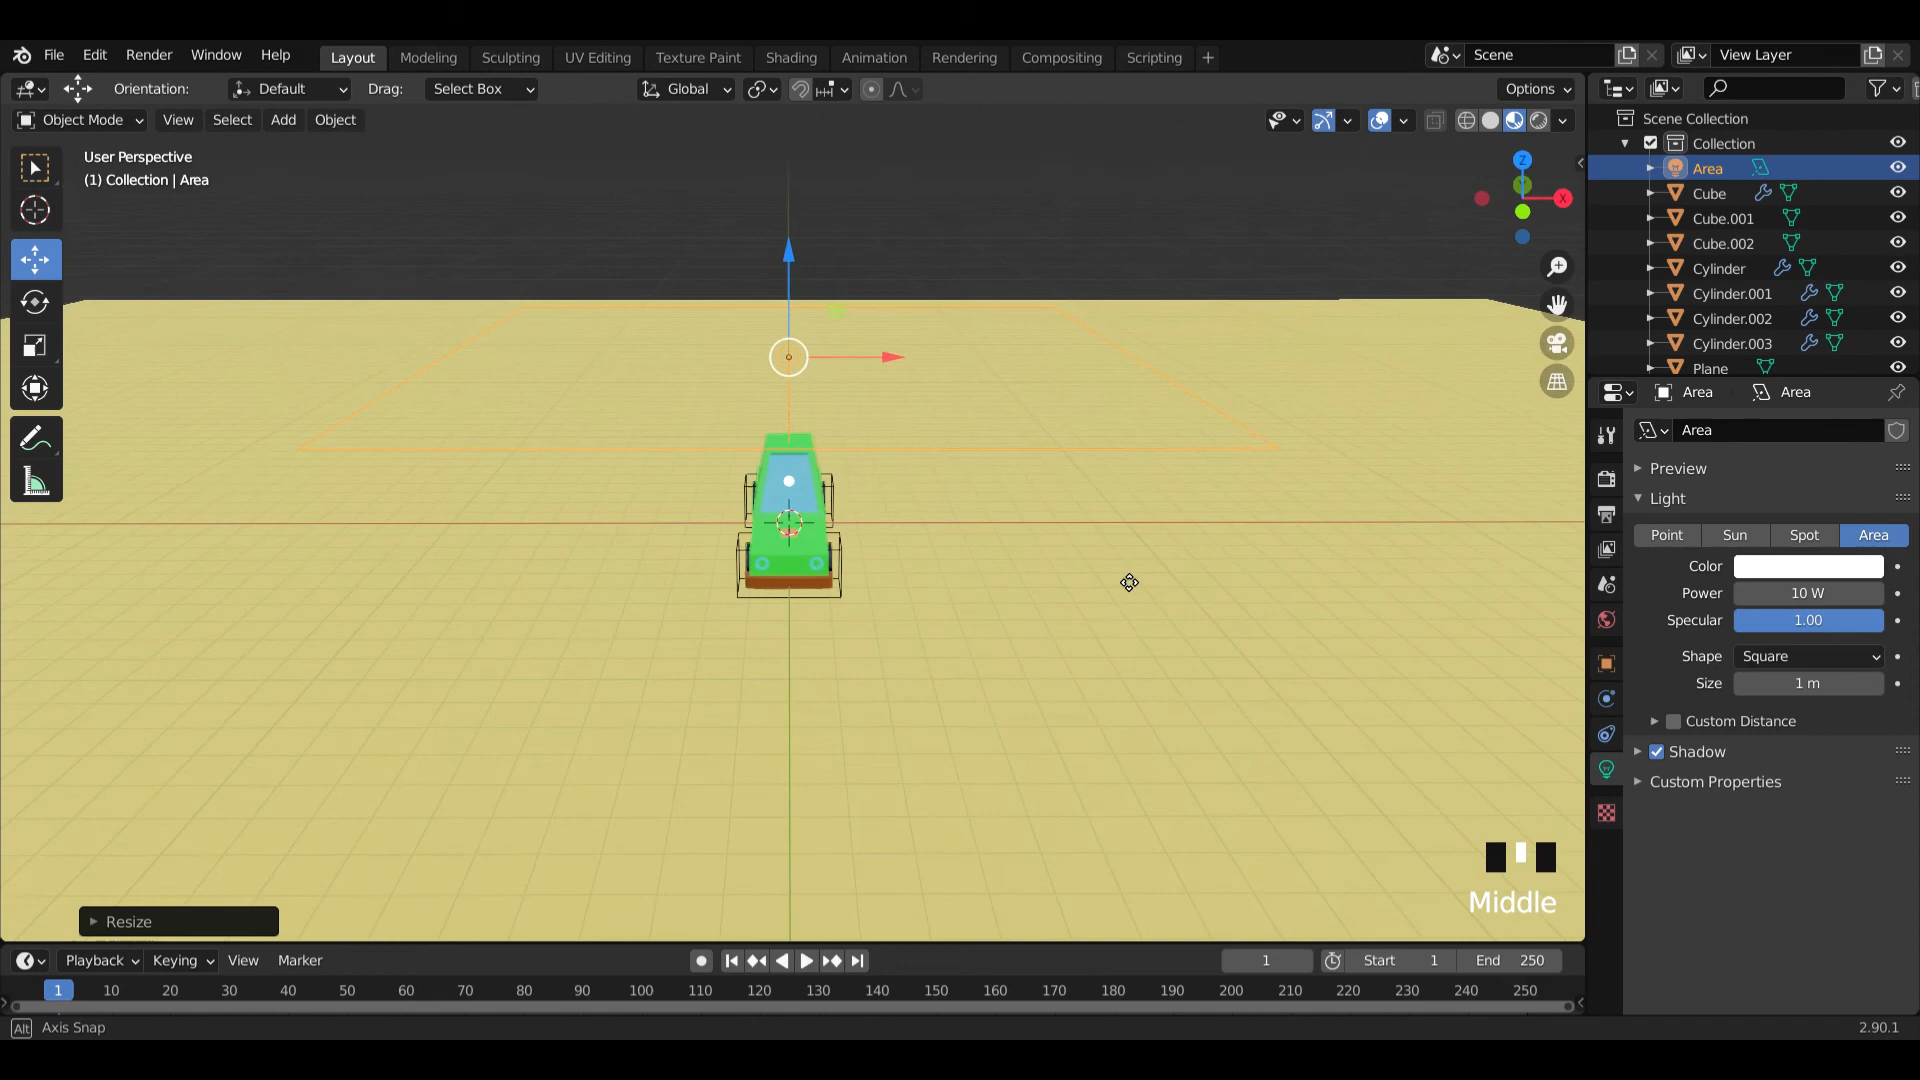 File Edit Render Window Help Layout Modeling Sculpting UV Editing Texture Paint Shading Animation Rendering Compositing Scripting + Scene View Layer
Orientation: Default Drag: Select Box Global Options
Object Mode View Select Add Object
User Perspective
(1) Collection | Area
Z
X
Scene Collection
Collection
Area
Cube
Cube.001
Cube.002
Cylinder
Cylinder.001
Cylinder.002
Cylinder.003
Plane
Area Area
Area
Preview
Light
Point Sun Spot Area
Color
Power 10 W
Specular 1.00
Shape Square
Size 1 m
Custom Distance
Shadow
Custom Properties
Middle
Resize
Playback Keying View Marker 1 Start 1 End 250
1 10 20 30 40 50 60 70 80 90 100 110 120 130 140 150 160 170 180 190 200 210 220 230 240 250
Alt Axis Snap 2.90.1